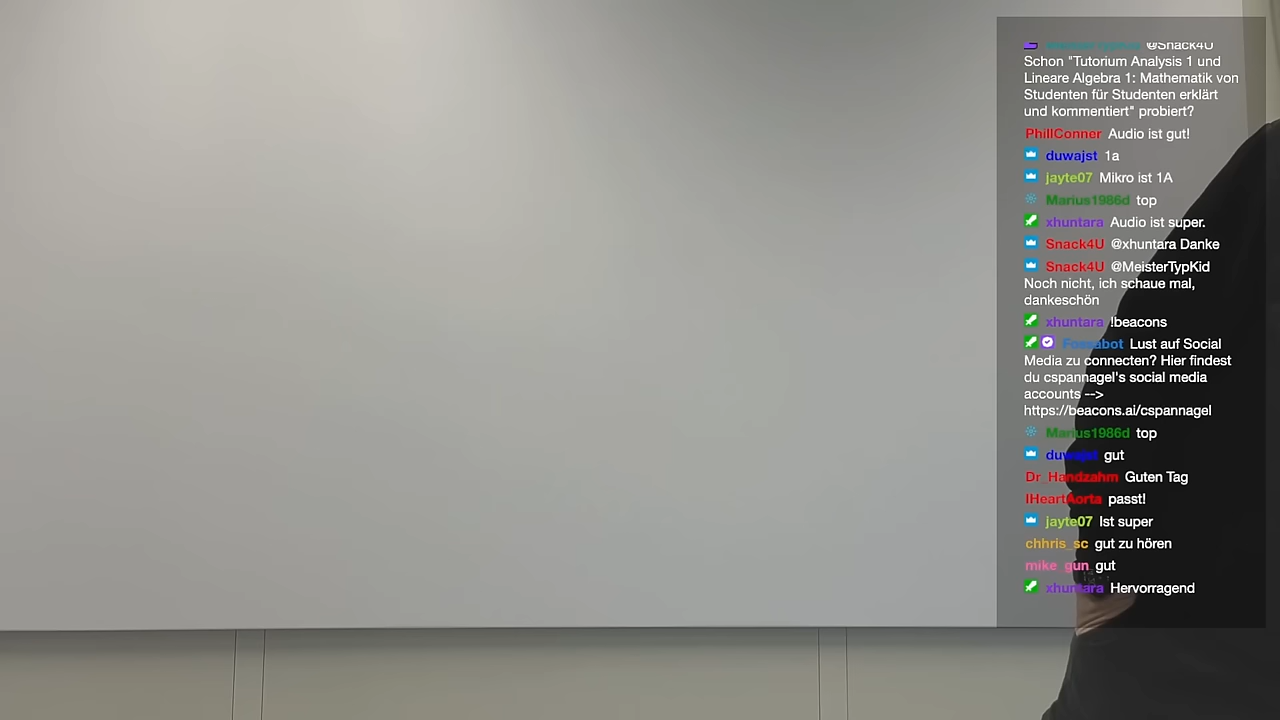 @Snack4U
Schon "Tutorium Analysis 1 und
Lineare Algebra 1: Mathematik von
Studenten für Studenten erklärt
und kommentiert" probiert?
PhillConner Audio ist gut!
duwajst 1a
jayte07 Mikro ist 1A
Marius1986d top
xhuntara Audio ist super.
Snack4U @xhuntara Danke
Snack4U @MeisterTypKid
Noch nicht, ich schaue mal,
dankeschön
xhuntara !beacons
Fossabot Lust auf Social
Media zu connecten? Hier findest
du cspannagel's social media
accounts -->
https://beacons.ai/cspannagel
Marius1986d top
duwajst gut
Dr_Handzahm Guten Tag
IHeartAorta passt!
jayte07 Ist super
chhris_sc gut zu hören
mike_gun gut
xhuntara Hervorragend